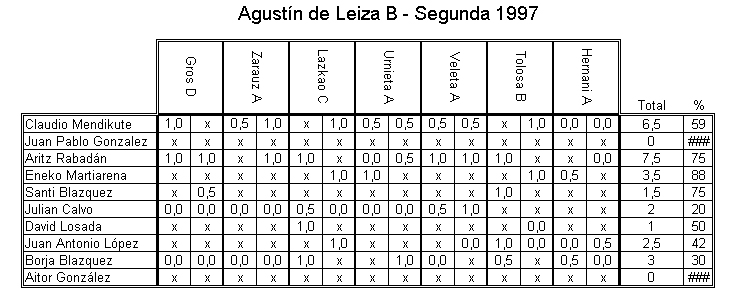 Agustín de Leiza B - Segunda 1997
Gros D Zarauz A Lazkao C Urnieta A Veleta A Tolosa B Hernani A Total %
Claudio Mendikute 1,0 x 0,5 1,0 x 1,0 0,5 0,5 0,5 0,5 x 1,0 0,0 0,0 6,5 59
Juan Pablo Gonzalez x x x x x x x x x x x x x x 0 ###
Aritz Rabadán 1,0 1,0 x 1,0 1,0 x 0,0 0,5 1,0 1,0 1,0 x x 0,0 7,5 75
Eneko Martiarena x x x x x 1,0 1,0 x x x x 1,0 0,5 x 3,5 88
Santi Blazquez x 0,5 x x x x x x x x 1,0 x x x 1,5 75
Julian Calvo 0,0 0,0 0,0 0,0 0,5 0,0 0,0 0,0 0,5 1,0 x x x x 2 20
David Losada x x x x 1,0 x x x x x x 0,0 x x 1 50
Juan Antonio López x x x x x 1,0 x x x 0,0 1,0 0,0 0,0 0,5 2,5 42
Borja Blazquez 0,0 0,0 0,0 0,0 1,0 x x 1,0 0,0 x 0,5 x 0,5 0,0 3 30
Aitor González x x x x x x x x x x x x x x 0 ###